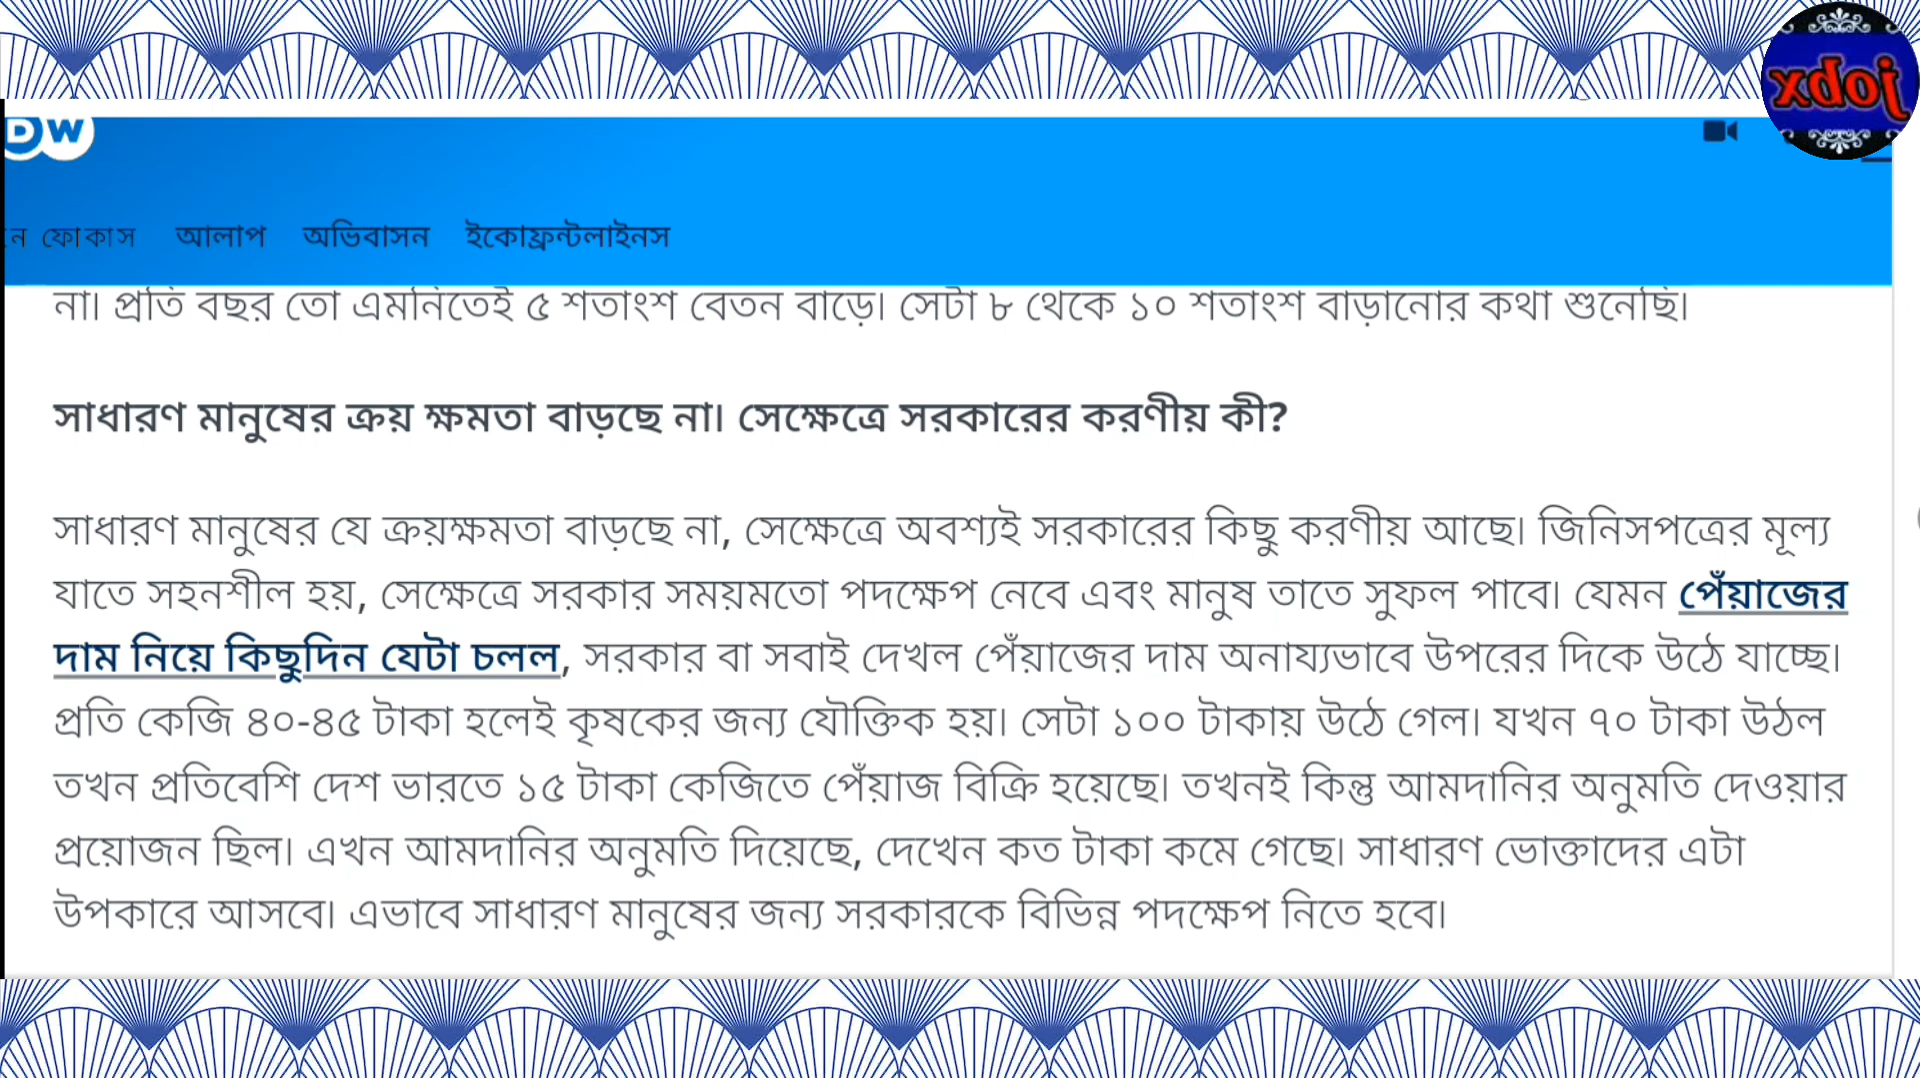 DW
xdoj
ন ফোকাস আলাপ অভিবাসন ইকোফ্রন্টলাইনস
না। প্রতি বছর তো এমনিতেই ৫ শতাংশ বেতন বাড়ে। সেটা ৮ থেকে ১০ শতাংশ বাড়ানোর কথা শুনেছি।
সাধারণ মানুষের ক্রয় ক্ষমতা বাড়ছে না। সেক্ষেত্রে সরকারের করণীয় কী?
সাধারণ মানুষের যে ক্রয়ক্ষমতা বাড়ছে না, সেক্ষেত্রে অবশ্যই সরকারের কিছু করণীয় আছে। জিনিসপত্রের মূল্য
যাতে সহনশীল হয়, সেক্ষেত্রে সরকার সময়মতো পদক্ষেপ নেবে এবং মানুষ তাতে সুফল পাবে। যেমন পেঁয়াজের
দাম নিয়ে কিছুদিন যেটা চলল, সরকার বা সবাই দেখল পেঁয়াজের দাম অনায্যভাবে উপরের দিকে উঠে যাচ্ছে।
প্রতি কেজি ৪০-৪৫ টাকা হলেই কৃষকের জন্য যৌক্তিক হয়। সেটা ১০০ টাকায় উঠে গেল। যখন ৭০ টাকা উঠল
তখন প্রতিবেশি দেশ ভারতে ১৫ টাকা কেজিতে পেঁয়াজ বিক্রি হয়েছে। তখনই কিন্তু আমদানির অনুমতি দেওয়ার
প্রয়োজন ছিল। এখন আমদানির অনুমতি দিয়েছে, দেখেন কত টাকা কমে গেছে। সাধারণ ভোক্তাদের এটা
উপকারে আসবে। এভাবে সাধারণ মানুষের জন্য সরকারকে বিভিন্ন পদক্ষেপ নিতে হবে।